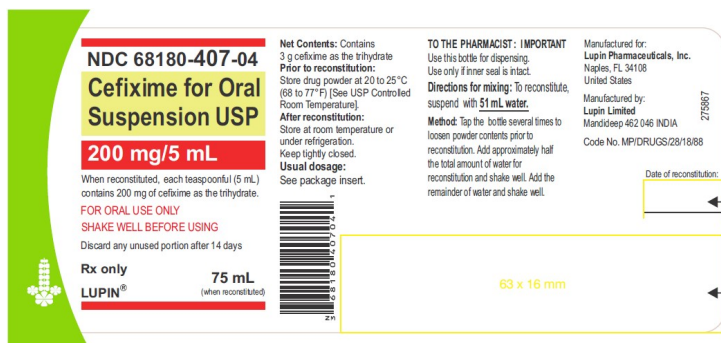 NDC 68180-407-04
Cefixime for Oral
Suspension USP
200 mg/5 mL
When reconstituted, each teaspoonful (5 mL)
contains 200 mg of cefixime as the trihydrate.
FOR ORAL USE ONLY
SHAKE WELL BEFORE USING
Discard any unused portion after 14 days
Rx only
75 mL
LUPIN®
(when reconstituted)
Net Contents: Contains
3 g cefixime as the trihydrate
Prior to reconstitution:
Store drug powder at 20 to 25°C
(68 to 77°F) [See USP Controlled
Room Temperature].
After reconstitution:
Store at room temperature or
under refrigeration.
Keep tightly closed.
Usual dosage:
See package insert.
N3 68180 40704 1
TO THE PHARMACIST: IMPORTANT
Use this bottle for dispensing.
Use only if inner seal is intact.
Directions for mixing: To reconstitute,
suspend with 51 mL water.
Method: Tap the bottle several times to
loosen powder contents prior to
reconstitution. Add approximately half
the total amount of water for
reconstitution and shake well. Add the
remainder of water and shake well.
Manufactured for:
Lupin Pharmaceuticals, Inc.
Naples, FL 34108
United States
Manufactured by:
Lupin Limited
Mandideep 462 046 INDIA
Code No. MP/DRUGS/28/18/88
275867
Date of reconstitution:
63 x 16 mm